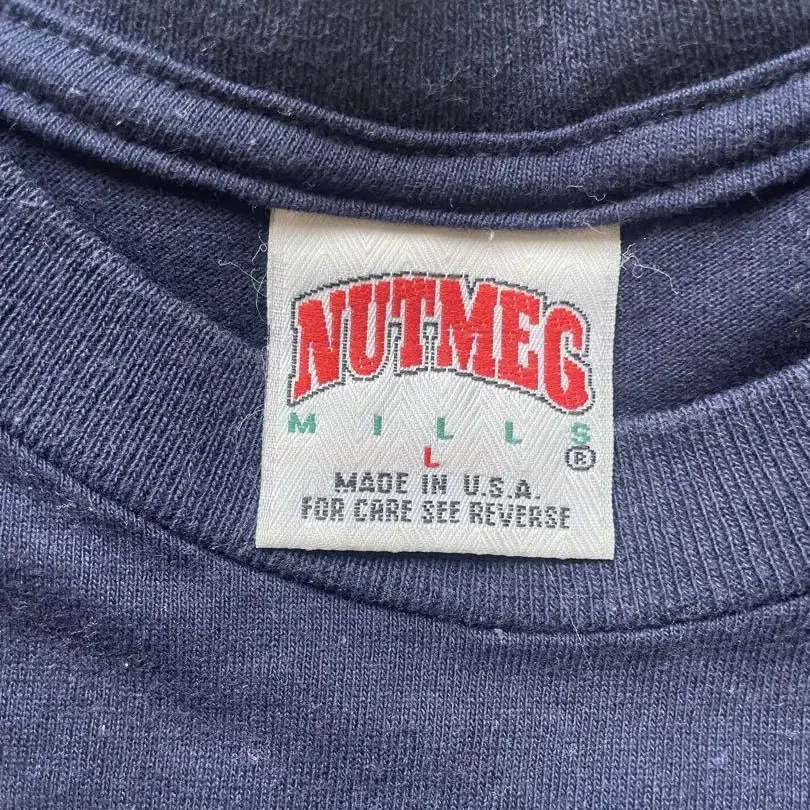 NUTMEG
MILLS
®
L
MADE IN U.S.A.
FOR CARE SEE REVERSE